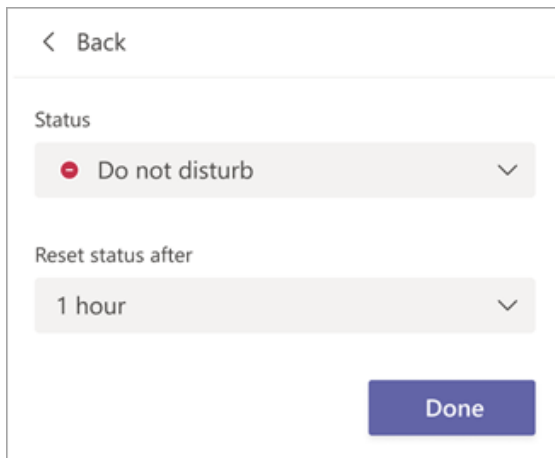 Back
Status
Do not disturb
Reset status after
1 hour
Done